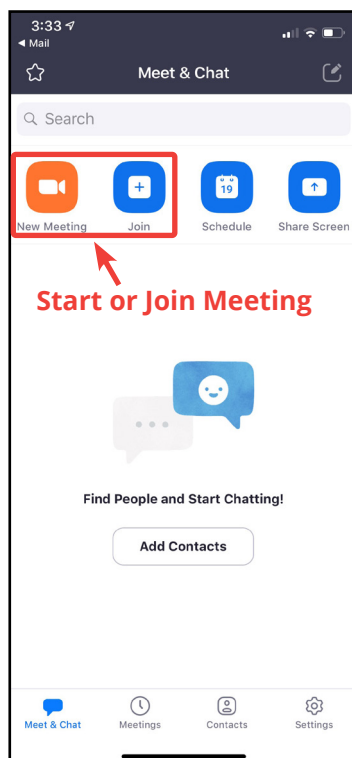 3:33
◀ Mail
Meet & Chat
Search
New Meeting
Join
19
Schedule
Share Screen
Start or Join Meeting
Find People and Start Chatting!
Add Contacts
Meet & Chat
Meetings
Contacts
Settings